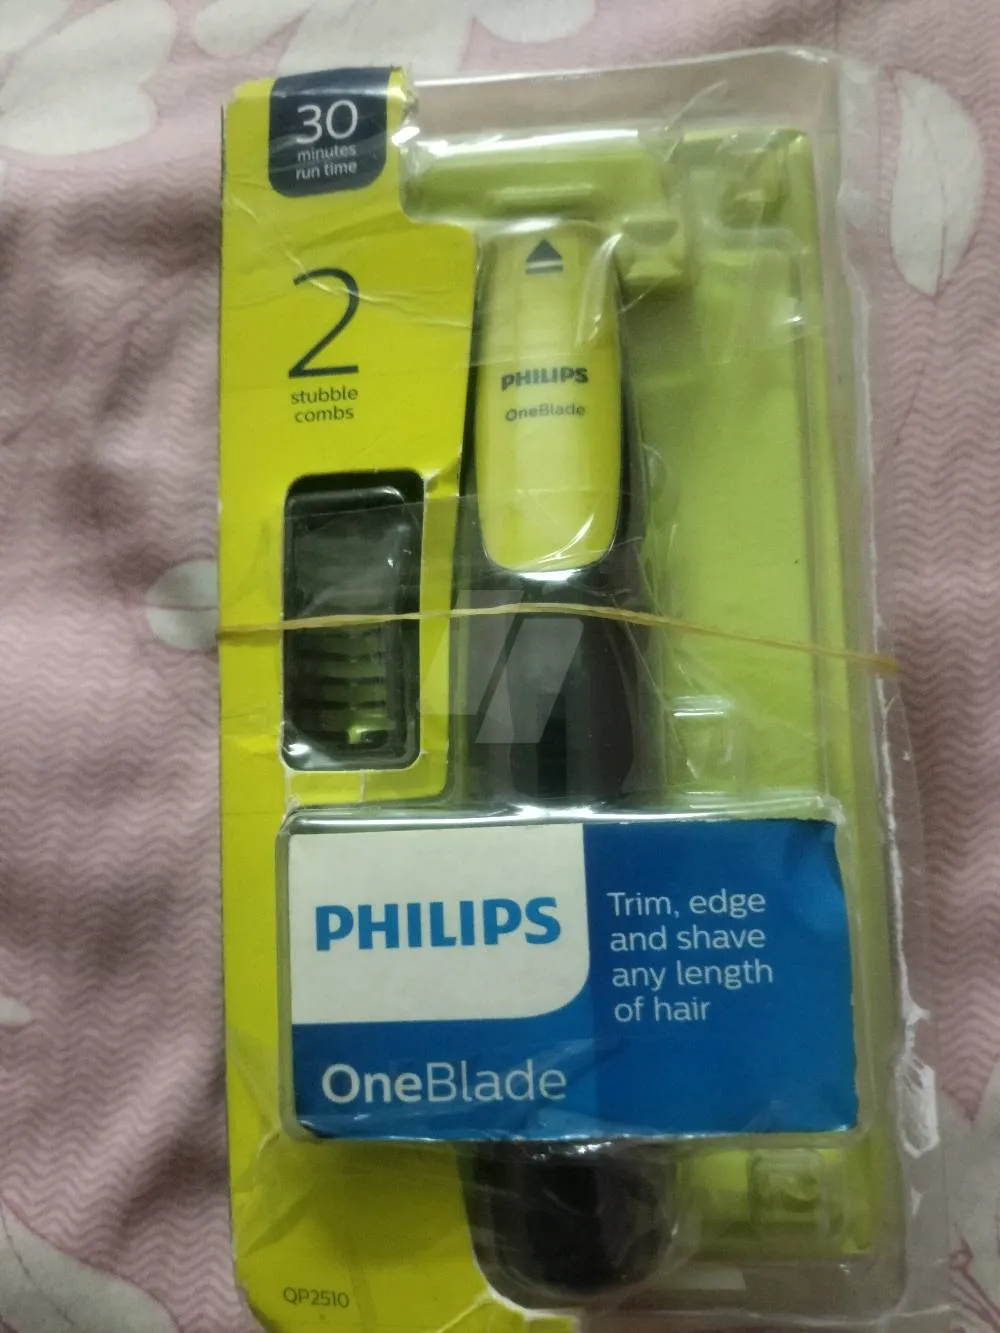 30
minutes
run time
2
stubble
combs
PHILIPS
OneBlade
PHILIPS
Trim, edge
and shave
any length
of hair
OneBlade
QP2510